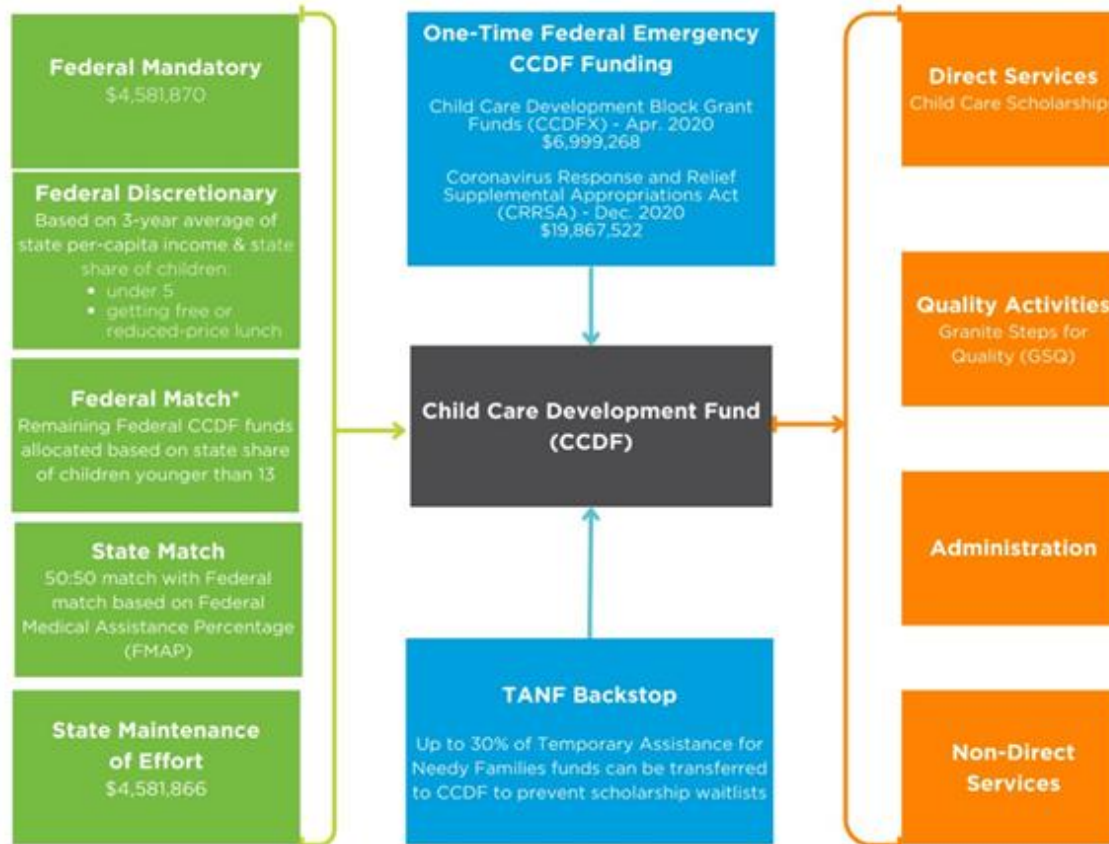 Federal Mandatory
$4,581,870
Federal Discretionary
Based on 3-year average of
state per-capita income & state
share of children:
• under 5
• getting free or
reduced-price lunch
Federal Match*
Remaining Federal CCDF funds
allocated based on state share
of children younger than 13
State Match
50:50 match with Federal
match based on Federal
Medical Assistance Percentage
(FMAP)
State Maintenance
of Effort
$4,581,866
One-Time Federal Emergency
CCDF Funding
Child Care Development Block Grant
Funds (CCDFX) - Apr. 2020
$6,999,268
Coronavirus Response and Relief
Supplemental Appropriations Act
(CRRSA) - Dec. 2020
$19,867,522
Child Care Development Fund
(CCDF)
TANF Backstop
Up to 30% of Temporary Assistance for
Needy Families funds can be transferred
to CCDF to prevent scholarship waitlists
Direct Services
Child Care Scholarship
Quality Activities
Granite Steps for
Quality (GSQ)
Administration
Non-Direct
Services